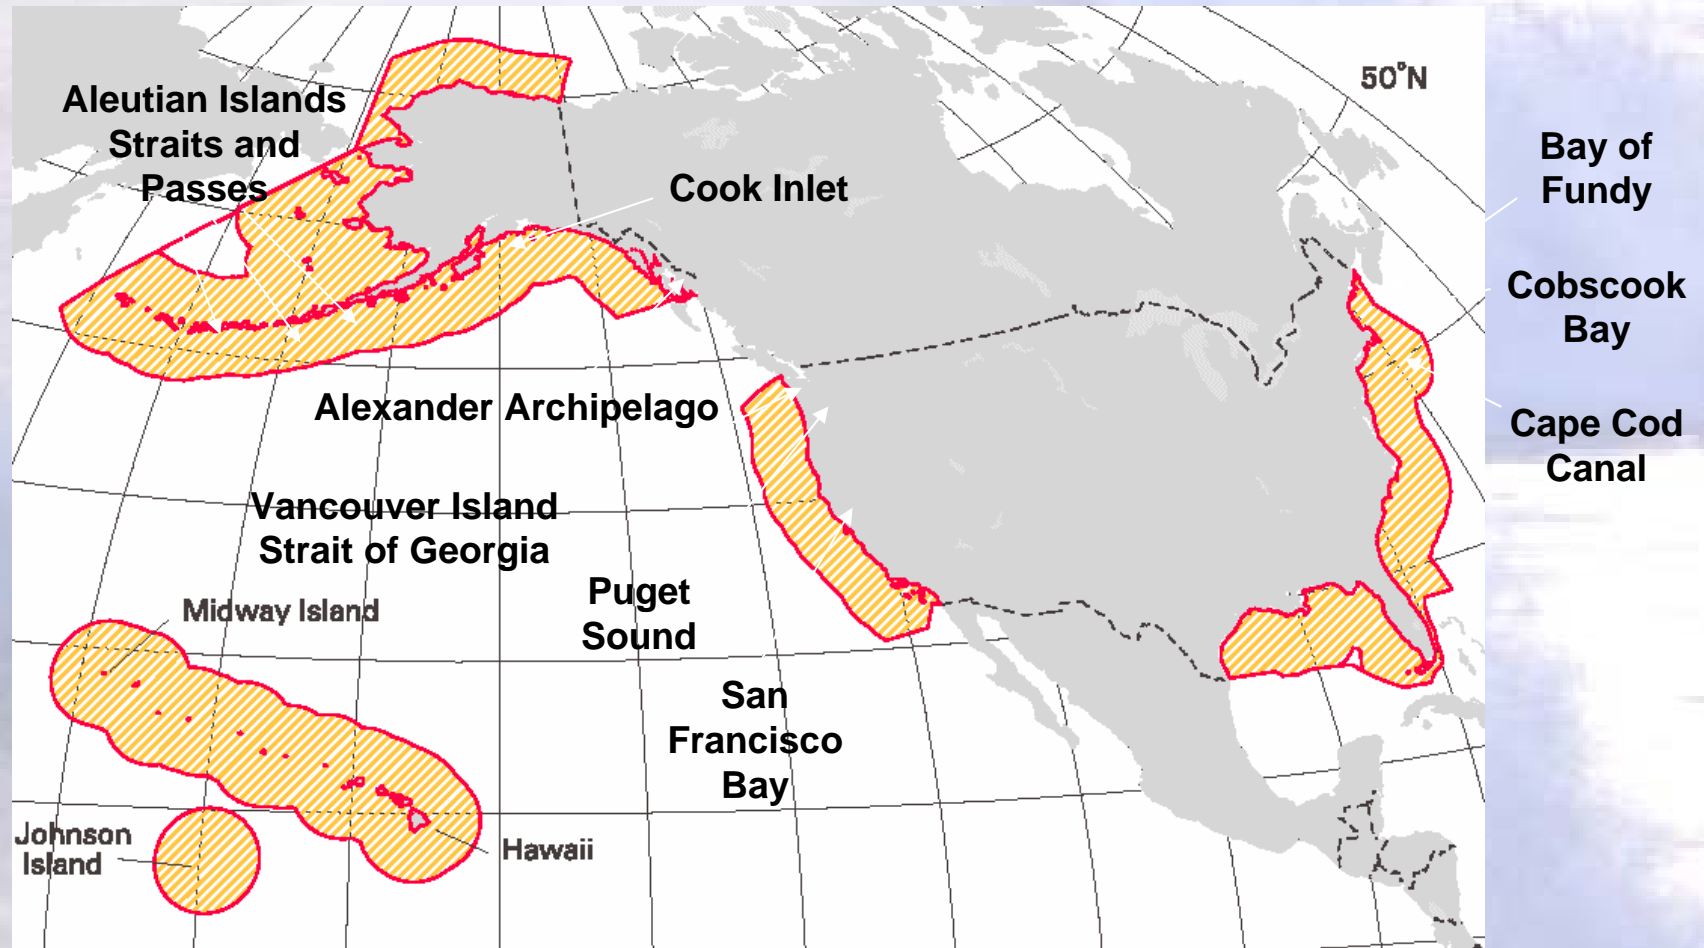 50°N
Aleutian Islands
Straits and
Passes
Cook Inlet
Bay of
Fundy
Cobscook
Bay
Cape Cod
Canal
Alexander Archipelago
Vancouver Island
Strait of Georgia
Puget
Sound
Midway Island
San
Francisco
Bay
Johnson
Island
Hawaii